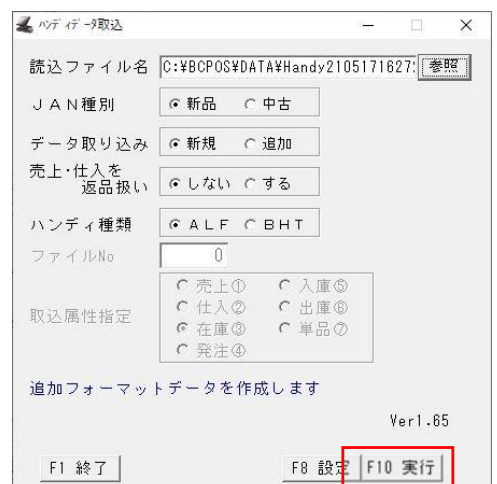 ﾊﾝﾃﾞｨﾃﾞｰﾀ取込
読込ファイル名 C:¥BCPOS¥DATA¥Handy2105171627 参照
ＪＡＮ種別 新品 中古
データ取り込み 新規 追加
売上･仕入を
返品扱い しない する
ハンディ種類 ＡＬＦ ＢＨＴ
ファイルNo 0
売上① 入庫⑤
仕入② 出庫⑥
取込属性指定 在庫③ 単品⑦
発注④
追加フォーマットデータを作成します
Ver1.65
F1 終了 F8 設定 F10 実行